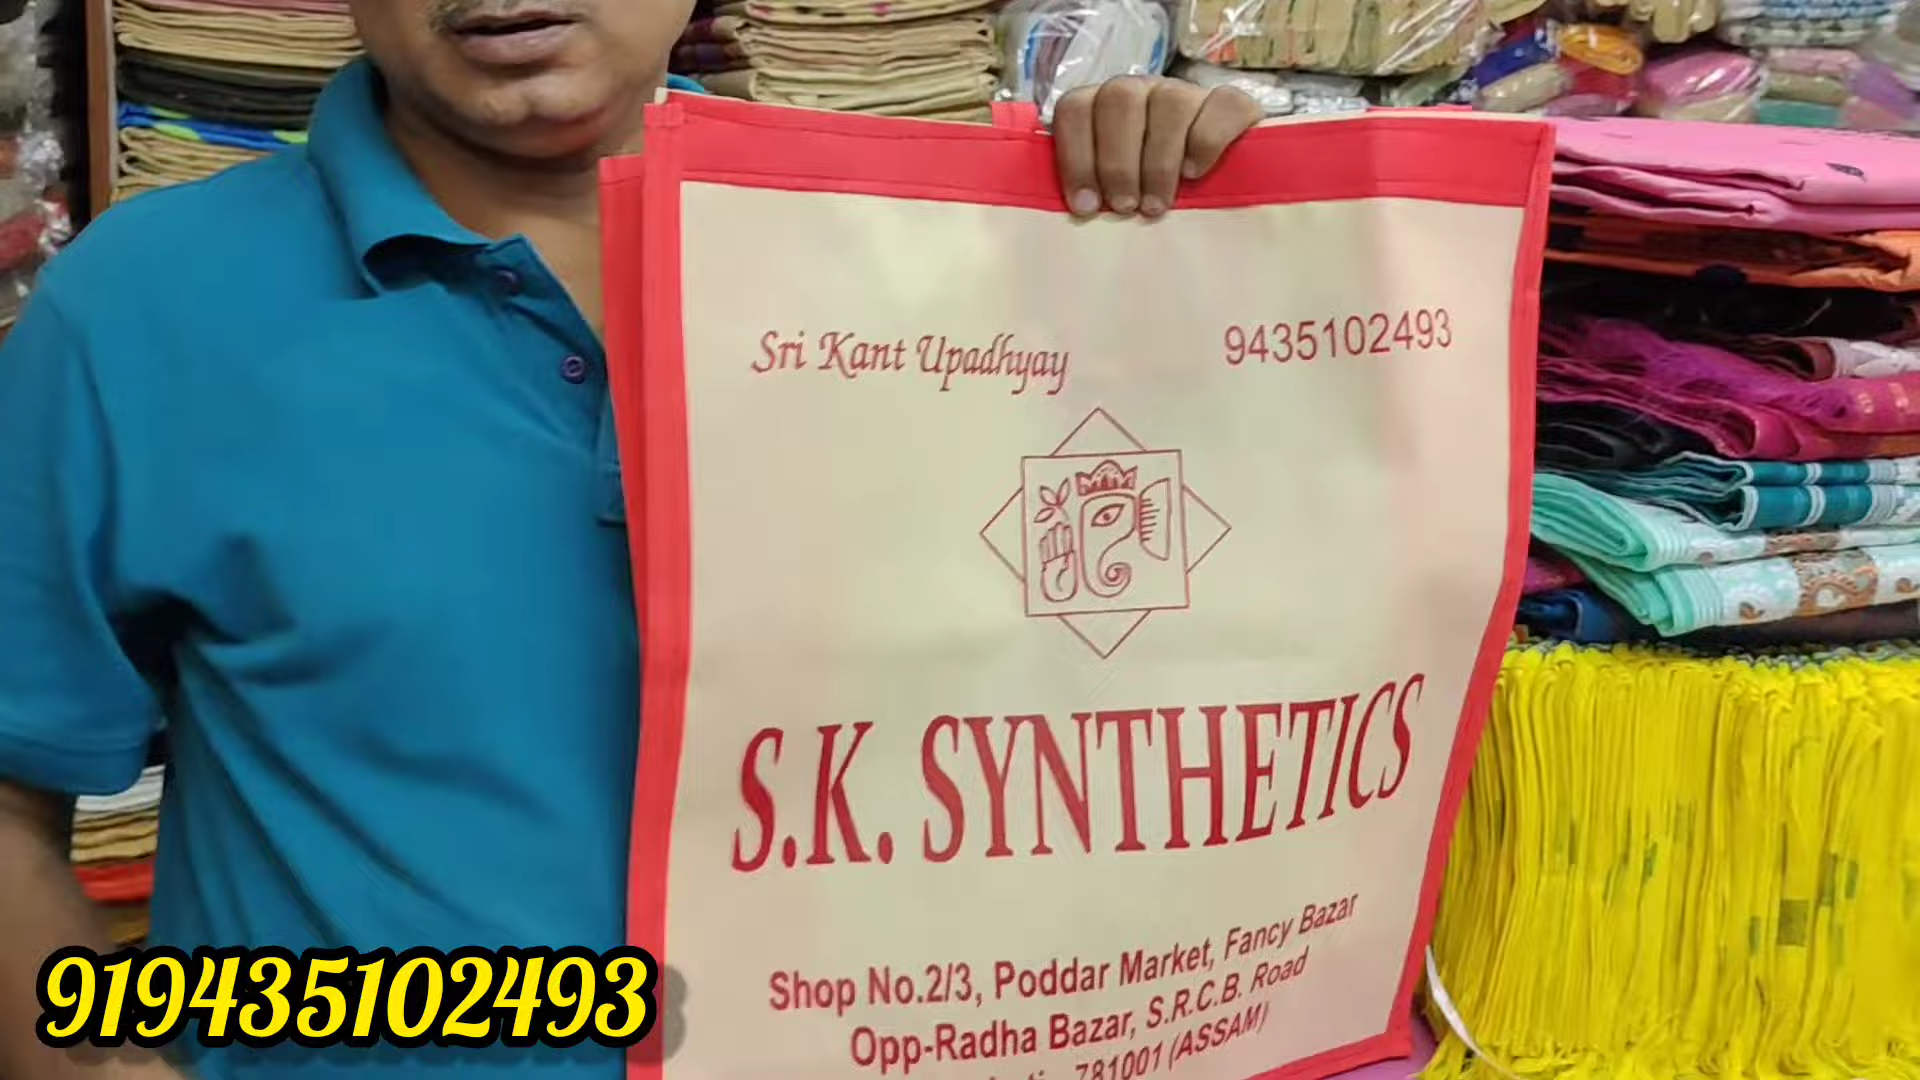 Sri Kant Upadhyay 9435102493
S.K. SYNTHETICS
Shop No.2/3, Poddar Market, Fancy Bazar
Opp-Radha Bazar, S.R.C.B. Road
781001 (ASSAM)
919435102493